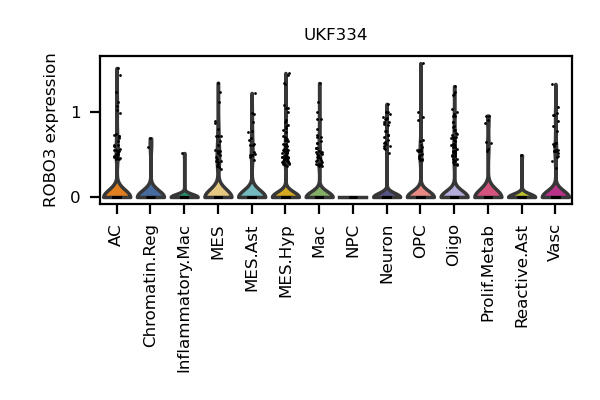 UKF334
ROBO3 expression
1
0
AC
Chromatin.Reg
Inflammatory.Mac
MES
MES.Ast
MES.Hyp
Mac
NPC
Neuron
OPC
Oligo
Prolif.Metab
Reactive.Ast
Vasc